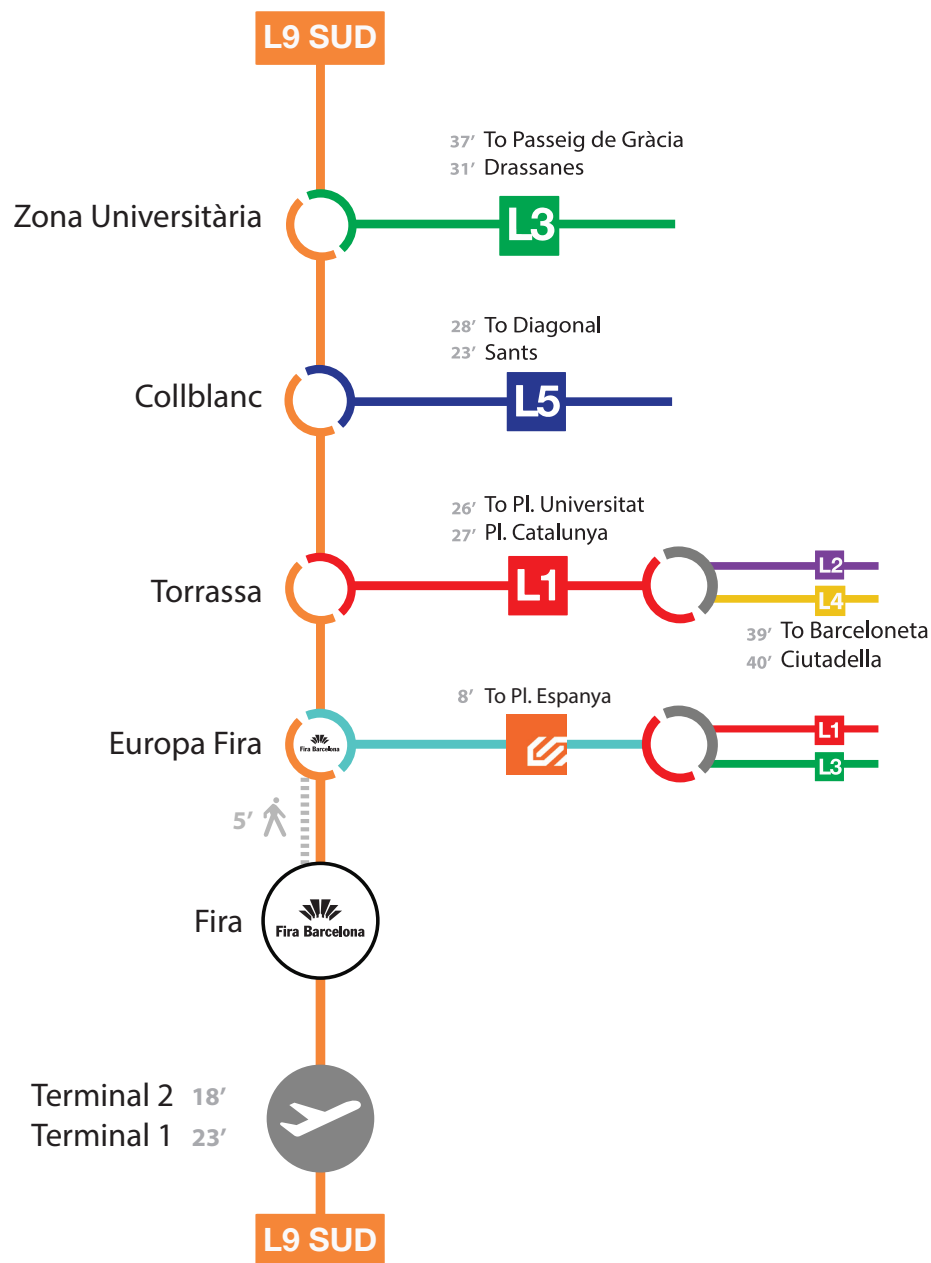 L9 SUD
37’ To Passeig de Gràcia
31’ Drassanes
Zona Universitària
L3
28’ To Diagonal
23’ Sants
Collblanc
L5
26’ To Pl. Universitat
27’ Pl. Catalunya
Torrassa
L1
L2
L4
39’ To Barceloneta
40’ Ciutadella
8’ To Pl. Espanya
Europa Fira
Fira Barcelona
L1
L3
5’
Fira
Fira Barcelona
Terminal 2 18’
Terminal 1 23’
L9 SUD